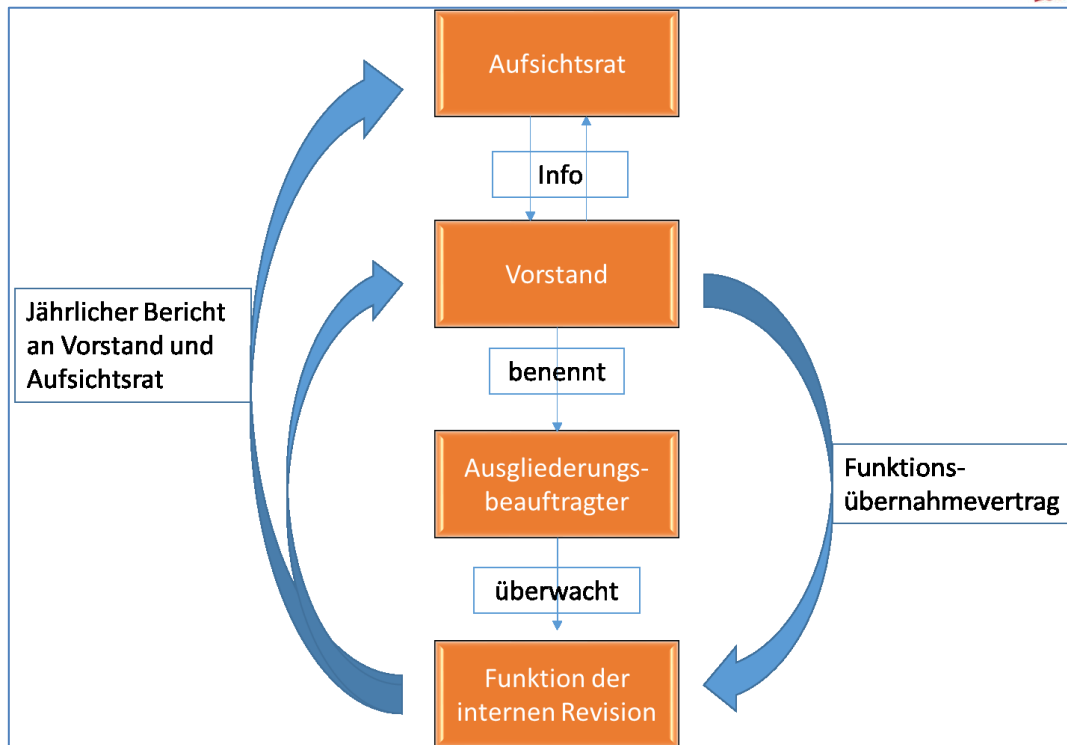 Aufsichtsrat
Info
Vorstand
Jährlicher Bericht
an Vorstand und
Aufsichtsrat
benennt
Ausgliederungs-
beauftragter
Funktions-
übernahmevertrag
überwacht
Funktion der
internen Revision